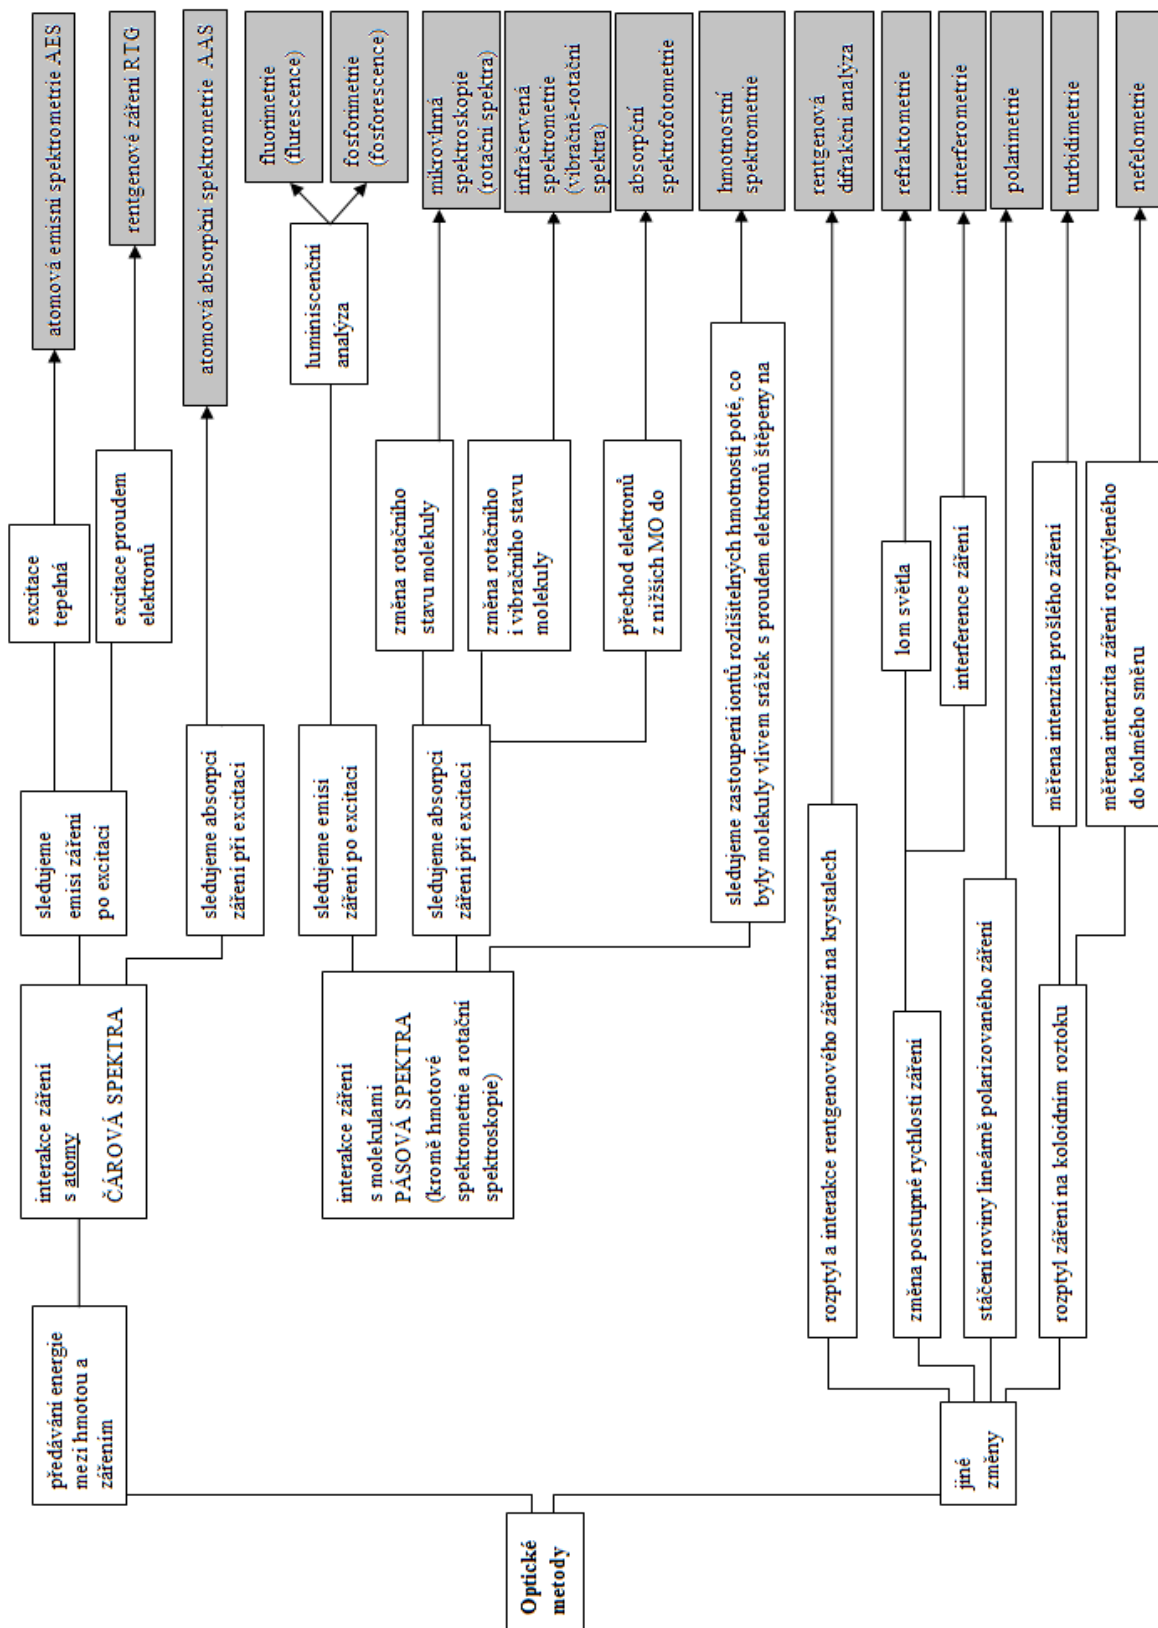 Optické
metody
předávání energie
mezi hmotou a
zářením
jiné
změny
interakce záření
s atomy
ČÁROVÁ SPEKTRA
interakce záření
s molekulami
PÁSOVÁ SPEKTRA
(kromě hmotové
spektrometrie a rotační
spektroskopie)
rozptyl a interakce rentgenového záření na krystalech
změna postupné rychlosti záření
stáčení roviny lineárně polarizovaného záření
rozptyl záření na koloidním roztoku
sledujeme
emisi záření
po excitaci
sledujeme absorpci
záření při excitaci
sledujeme emisi
záření po excitaci
sledujeme absorpci
záření při excitaci
sledujeme zastoupení iontů rozlišitelných hmotností poté, co
byly molekuly vlivem srážek s proudem elektronů štěpeny na
lom světla
interference záření
měřena intenzita prošlého záření
měřena intenzita záření rozptýleného
do kolmého směru
excitace
tepelná
excitace proudem
elektronů
změna rotačního
stavu molekuly
změna rotačního
i vibračního stavu
molekuly
přechod elektronů
z nižších MO do
luminiscenční
analýza
atomová emisní spektrometrie AES
rentgenové záření RTG
atomová absorpční spektrometrie AAS
fluorimetrie
(flurescence)
fosforimetrie
(fosforescence)
mikrovlnná
spektroskopie
(rotační spektra)
infračervená
spektrometrie
(vibračně-rotační
spektra)
absorpční
spektrofotometrie
hmotnostní
spektrometrie
rentgenová
difrakční analýza
refraktometrie
interferometrie
polarimetrie
turbidimetrie
nefelometrie